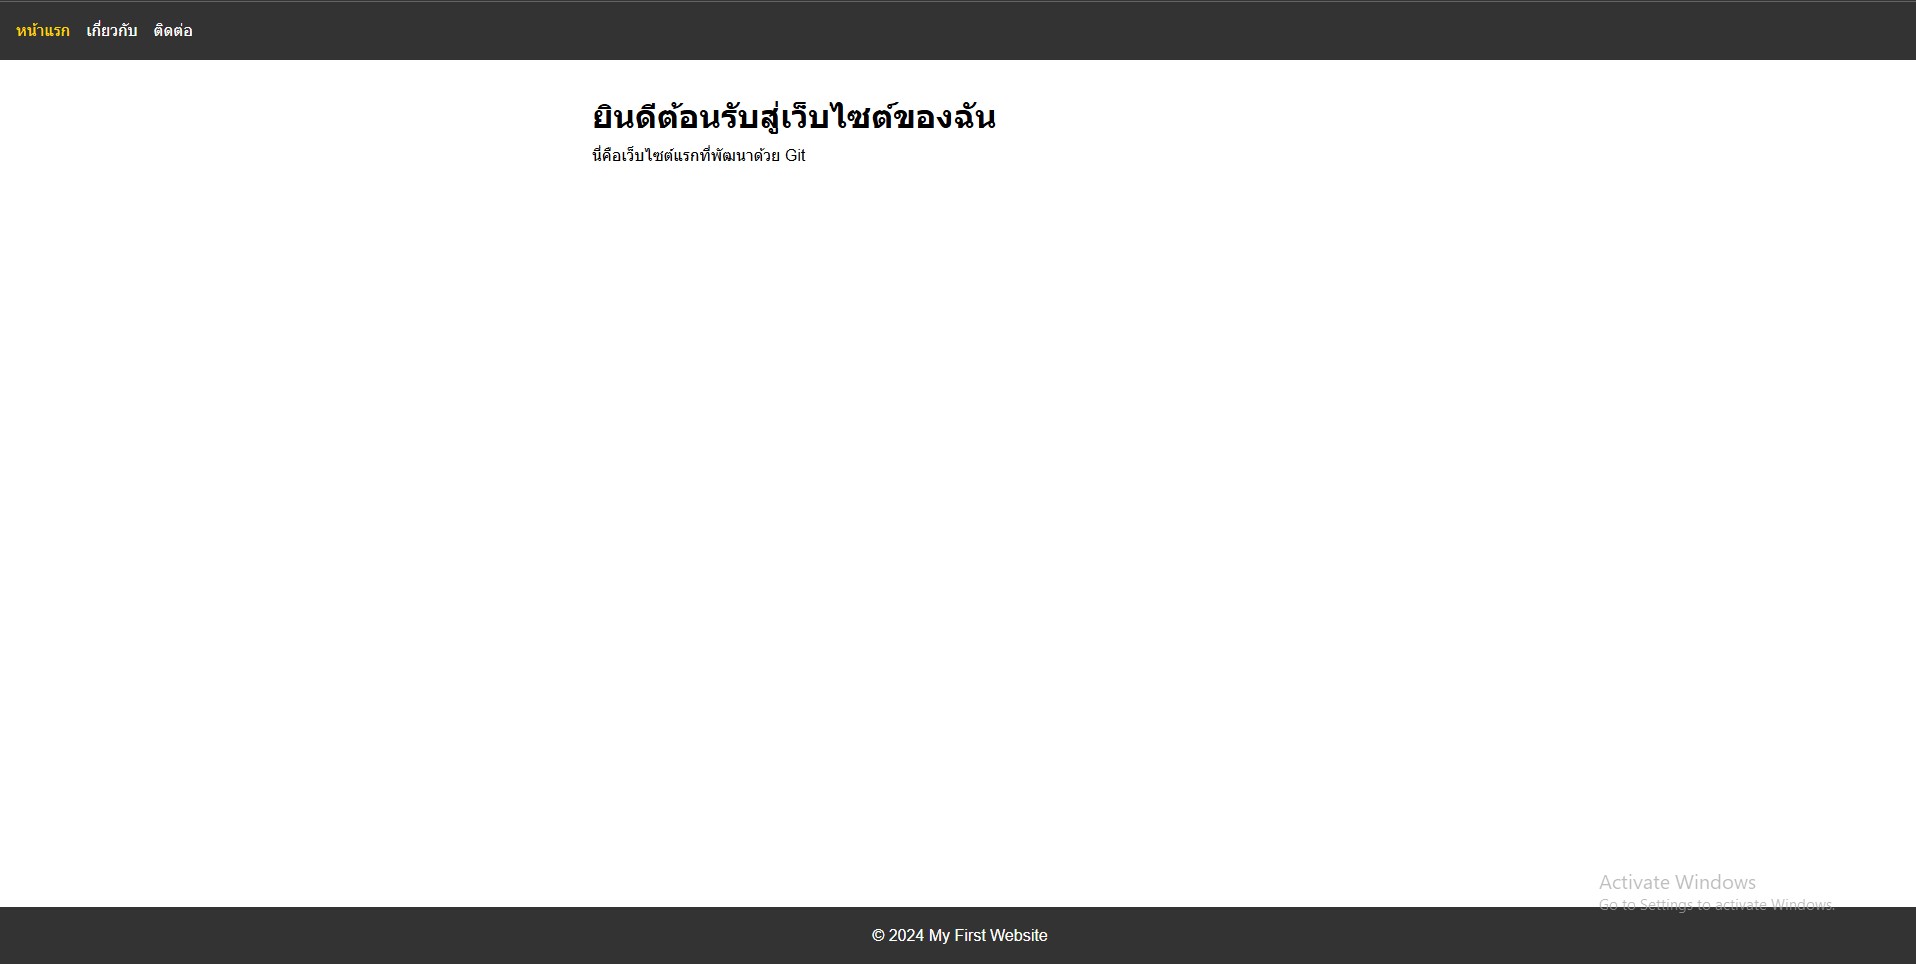 หน้าแรก เกี่ยวกับ ติดต่อ
ยินดีต้อนรับสู่เว็บไซต์ของฉัน
นี่คือเว็บไซต์แรกที่พัฒนาด้วย Git
Activate Windows
Go to Settings to activate Windows.
© 2024 My First Website